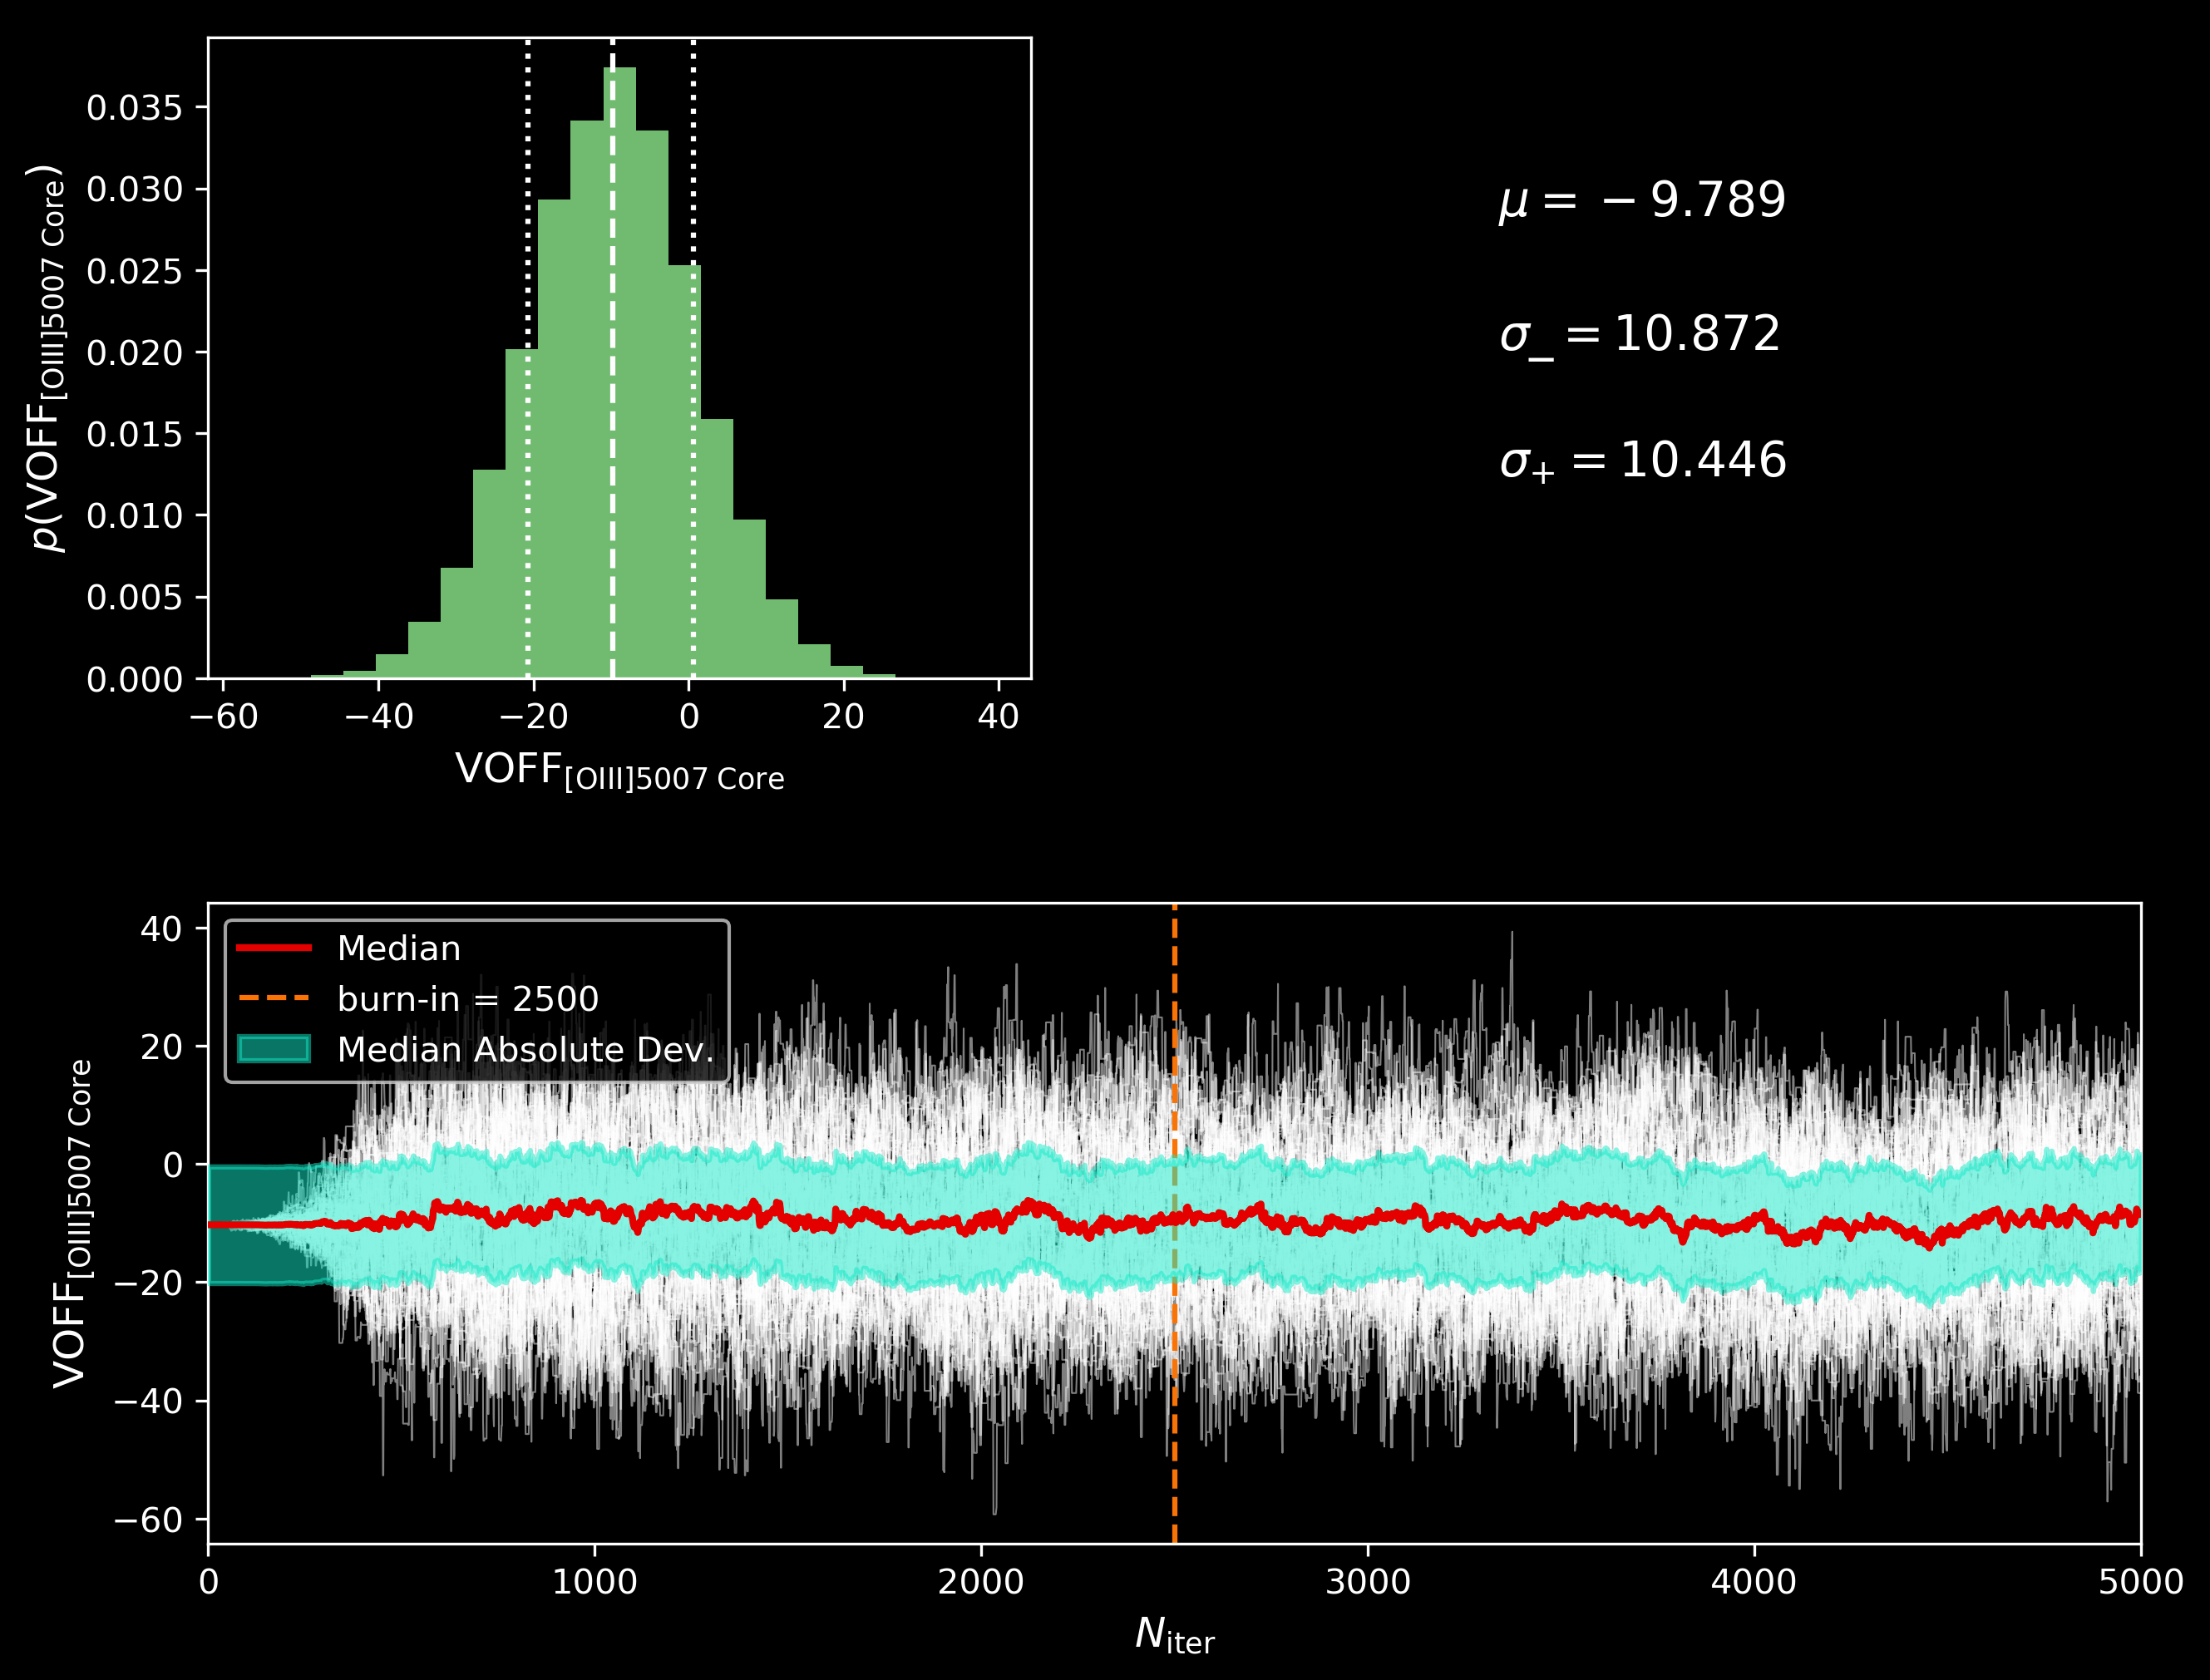 p(VOFF[OIII]5007 Core)
0.035
0.030
0.025
0.020
0.015
0.010
0.005
0.000
−60 −40 −20 0 20 40
VOFF[OIII]5007 Core
μ = − 9.789
σ− = 10.872
σ+ = 10.446
VOFF[OIII]5007 Core
40
20
0
−20
−40
−60
Median
burn-in = 2500
Median Absolute Dev.
0 1000 2000 3000 4000 5000
Niter